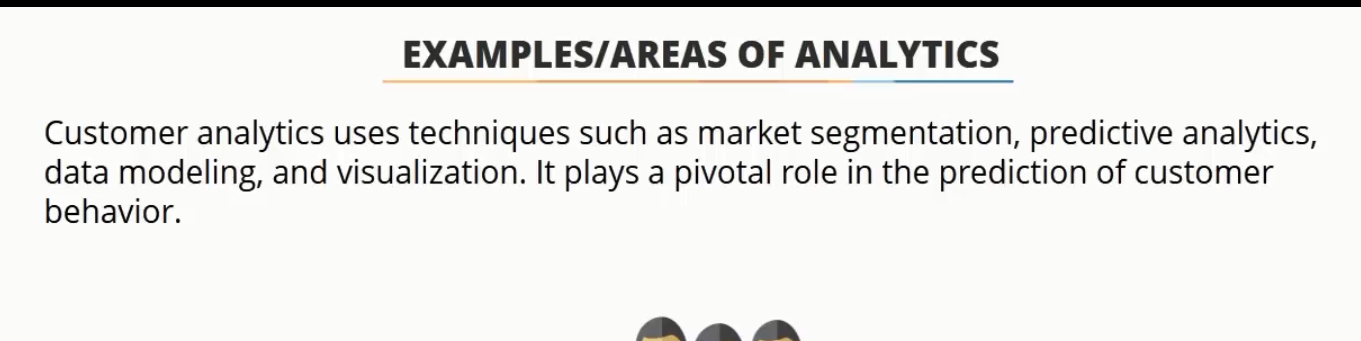 EXAMPLES/AREAS OF ANALYTICS
Customer analytics uses techniques such as market segmentation, predictive analytics,
data modeling, and visualization. It plays a pivotal role in the prediction of customer
behavior.